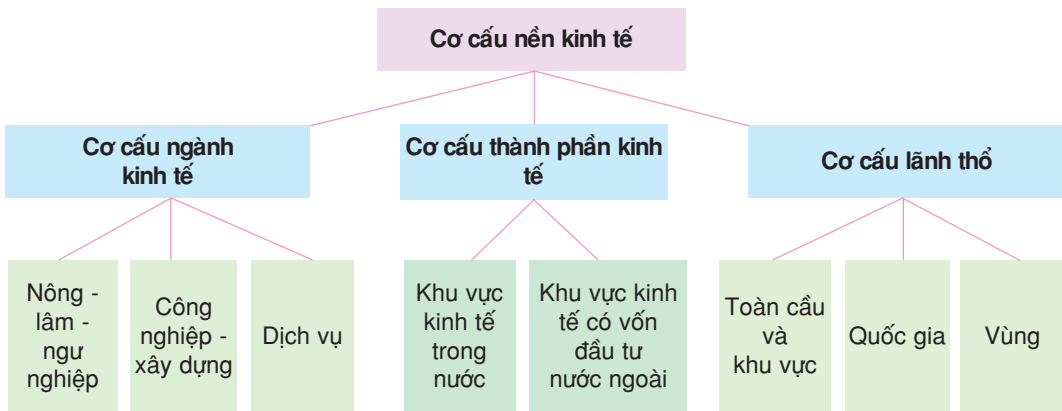 Cơ cấu nền kinh tế
Cơ cấu ngành
kinh tế
Cơ cấu thành phần kinh
tế
Cơ cấu lãnh thổ
Nông -
lâm -
ngư
nghiệp
Công
nghiệp -
xây dựng
Dịch vụ
Khu vực
kinh tế
trong
nước
Khu vực kinh
tế có vốn
đầu tư
nước ngoài
Toàn cầu
và
khu vực
Quốc gia
Vùng